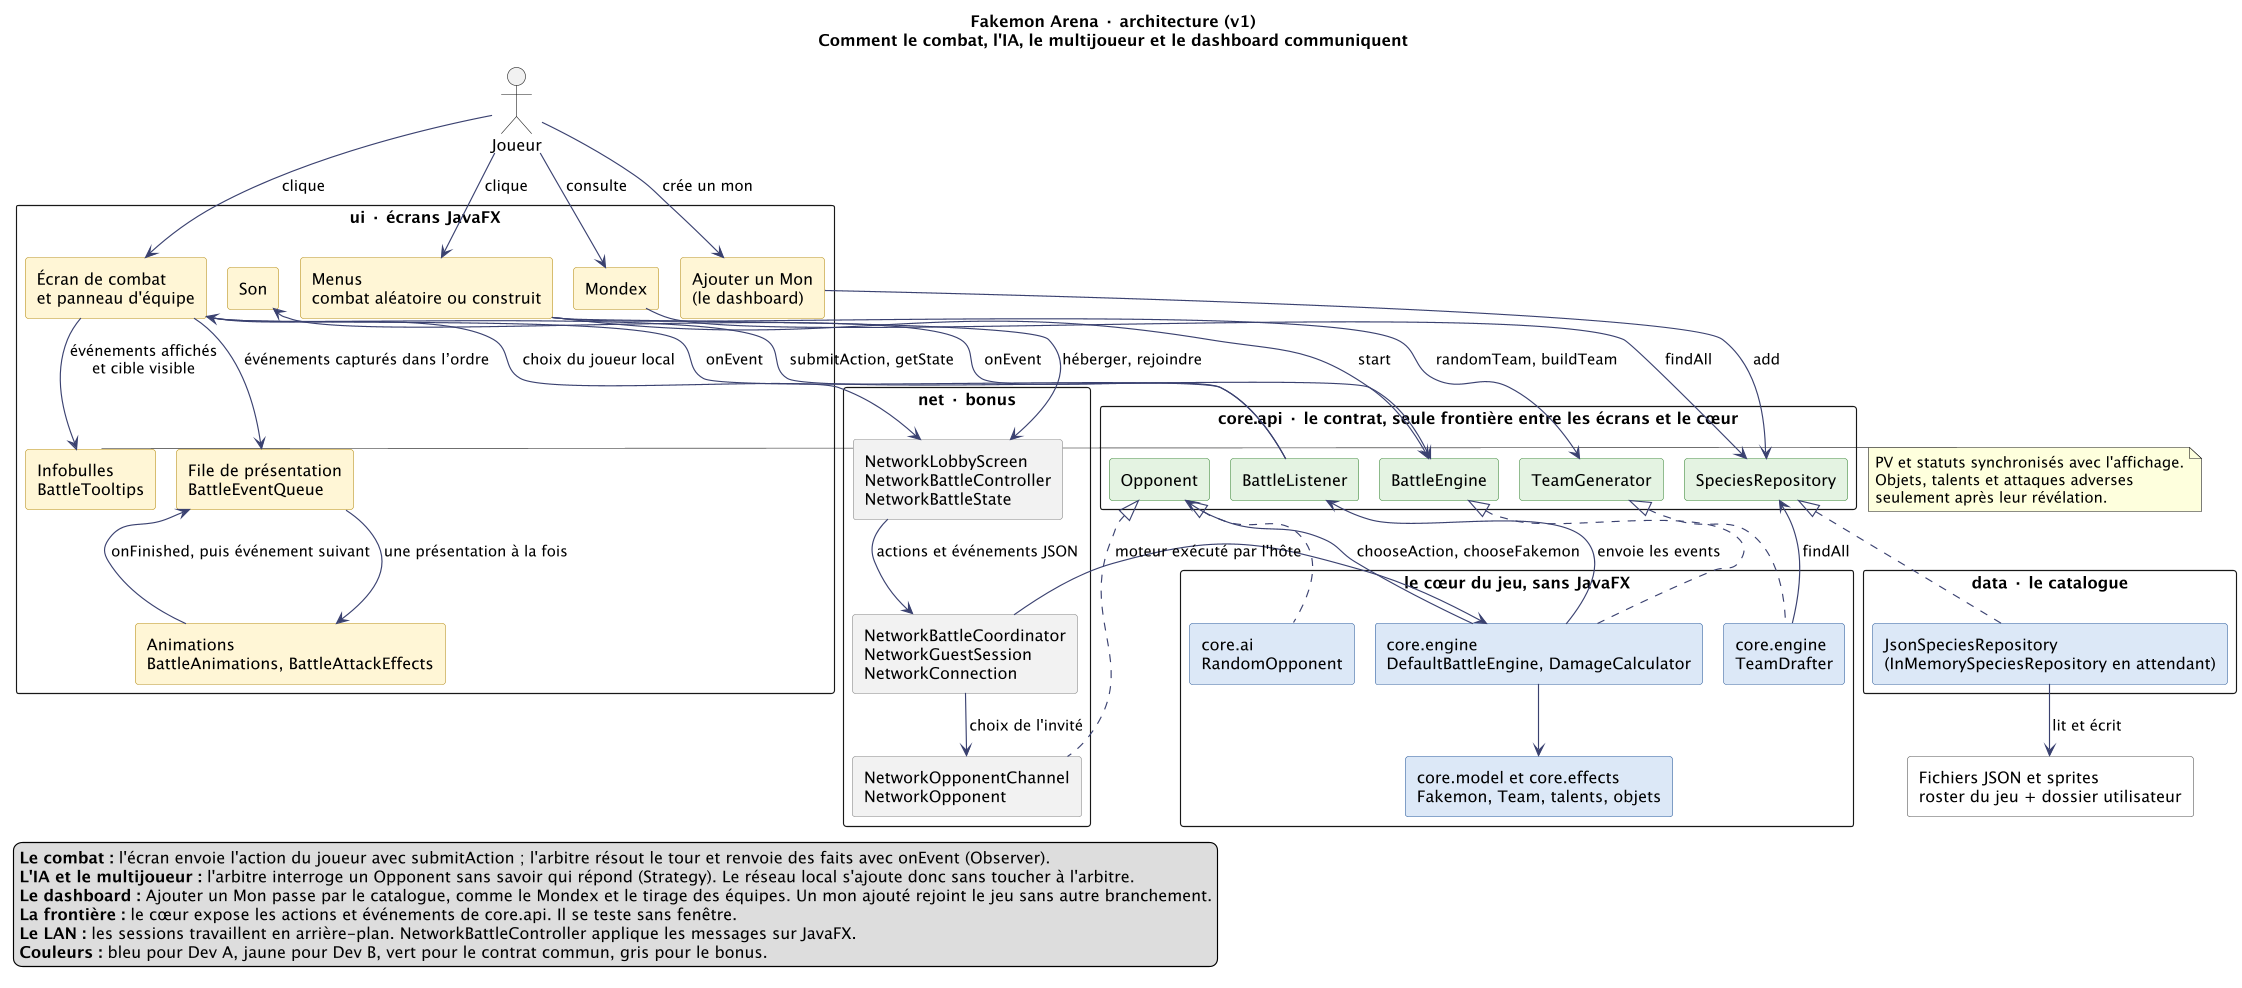 Fakemon Arena · architecture (v1)
Comment le combat, l'IA, le multijoueur et le dashboard communiquent
Joueur
clique
clique
consulte
crée un mon
ui · écrans JavaFX
Écran de combat
et panneau d'équipe
Son
Menus
combat aléatoire ou construit
Mondex
Ajouter un Mon
(le dashboard)
événements affichés
et cible visible
événements capturés dans l’ordre
choix du joueur local
onEvent
submitAction, getState
onEvent
héberger, rejoindre
start
randomTeam, buildTeam
findAll
add
net · bonus
core.api · le contrat, seule frontière entre les écrans et le cœur
Infobulles
BattleTooltips
File de présentation
BattleEventQueue
NetworkLobbyScreen
NetworkBattleController
NetworkBattleState
Opponent
BattleListener
BattleEngine
TeamGenerator
SpeciesRepository
PV et statuts synchronisés avec l'affichage.
Objets, talents et attaques adverses
seulement après leur révélation.
onFinished, puis événement suivant
une présentation à la fois
actions et événements JSON
moteur exécuté par l'hôte
chooseAction, chooseFakemon
envoie les events
findAll
le cœur du jeu, sans JavaFX
data · le catalogue
Animations
BattleAnimations, BattleAttackEffects
NetworkBattleCoordinator
NetworkGuestSession
NetworkConnection
core.ai
RandomOpponent
core.engine
DefaultBattleEngine, DamageCalculator
core.engine
TeamDrafter
JsonSpeciesRepository
(InMemorySpeciesRepository en attendant)
choix de l'invité
lit et écrit
NetworkOpponentChannel
NetworkOpponent
core.model et core.effects
Fakemon, Team, talents, objets
Fichiers JSON et sprites
roster du jeu + dossier utilisateur
Le combat : l'écran envoie l'action du joueur avec submitAction ; l'arbitre résout le tour et renvoie des faits avec onEvent (Observer).
L'IA et le multijoueur : l'arbitre interroge un Opponent sans savoir qui répond (Strategy). Le réseau local s'ajoute donc sans toucher à l'arbitre.
Le dashboard : Ajouter un Mon passe par le catalogue, comme le Mondex et le tirage des équipes. Un mon ajouté rejoint le jeu sans autre branchement.
La frontière : le cœur expose les actions et événements de core.api. Il se teste sans fenêtre.
Le LAN : les sessions travaillent en arrière-plan. NetworkBattleController applique les messages sur JavaFX.
Couleurs : bleu pour Dev A, jaune pour Dev B, vert pour le contrat commun, gris pour le bonus.